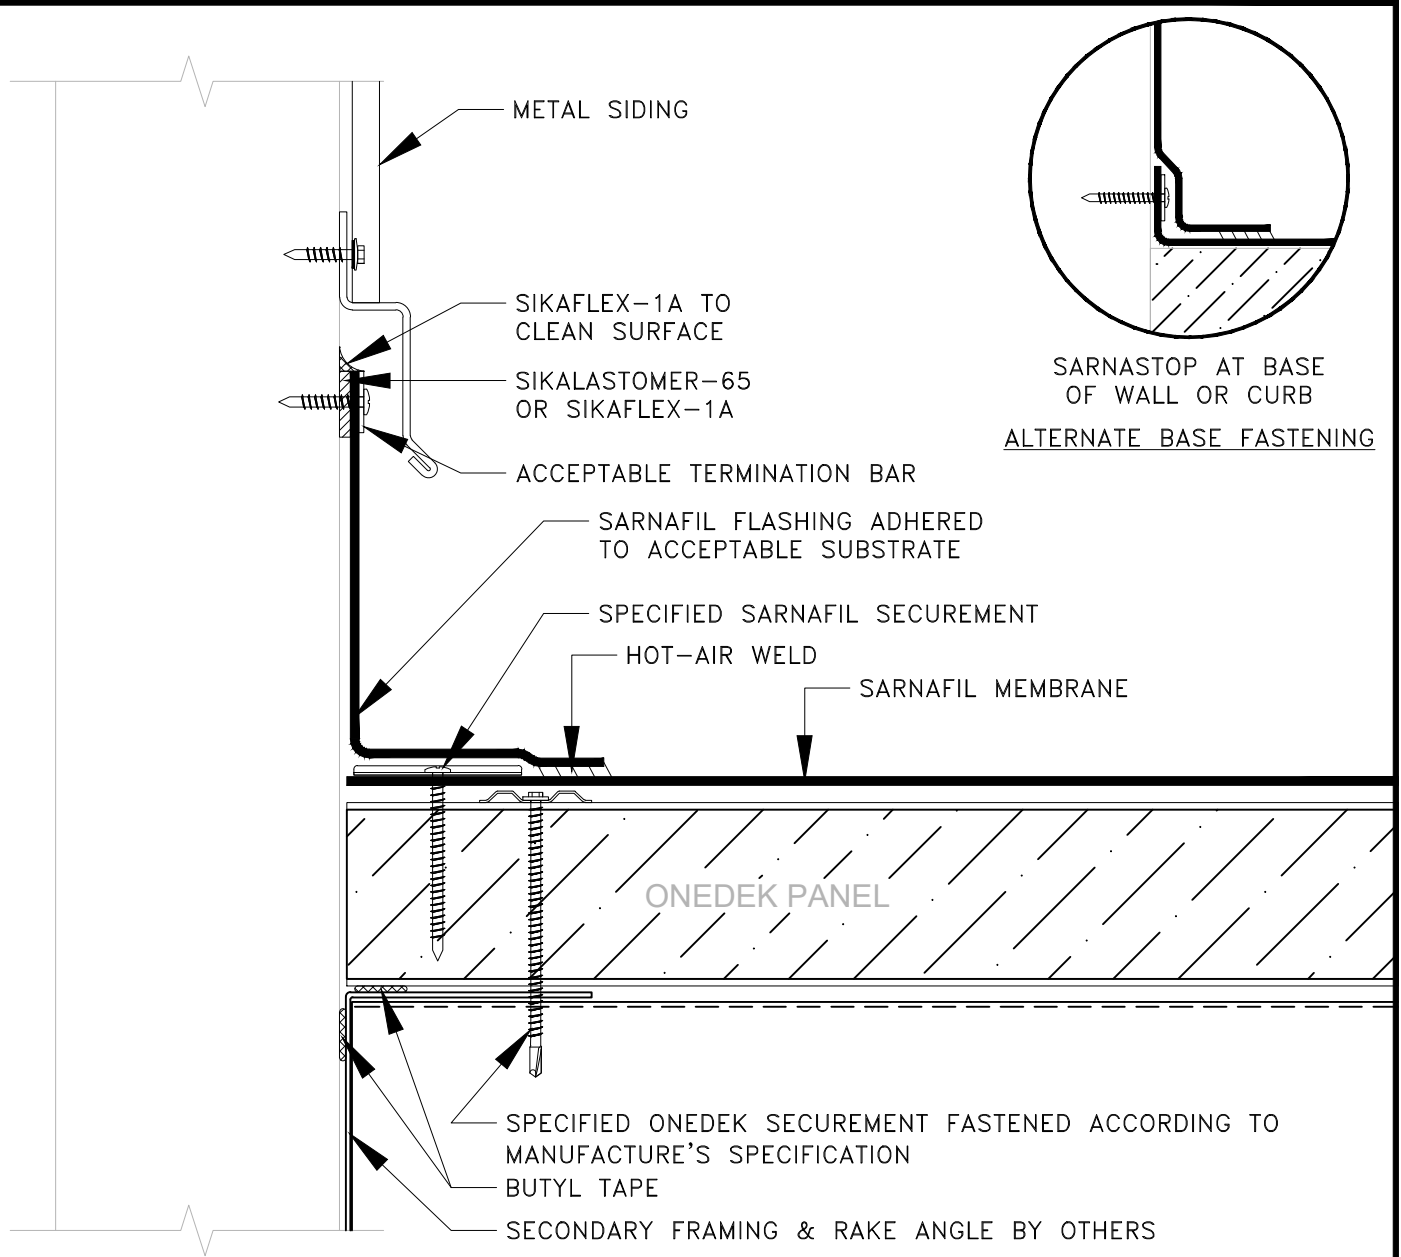 METAL SIDING
SIKAFLEX-1A TO
CLEAN SURFACE
SIKALASTOMER-65
OR SIKAFLEX-1A
ACCEPTABLE TERMINATION BAR
SARNAFIL FLASHING ADHERED
TO ACCEPTABLE SUBSTRATE
SPECIFIED SARNAFIL SECUREMENT
HOT-AIR WELD
SARNAFIL MEMBRANE
SARNASTOP AT BASE
OF WALL OR CURB
ALTERNATE BASE FASTENING
ONEDEK PANEL
SPECIFIED ONEDEK SECUREMENT FASTENED ACCORDING TO
MANUFACTURE'S SPECIFICATION
BUTYL TAPE
SECONDARY FRAMING & RAKE ANGLE BY OTHERS